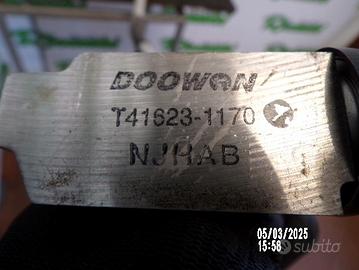 DOOWON
T41623-1170
NJHAB
05/03/2025
15:58
subito